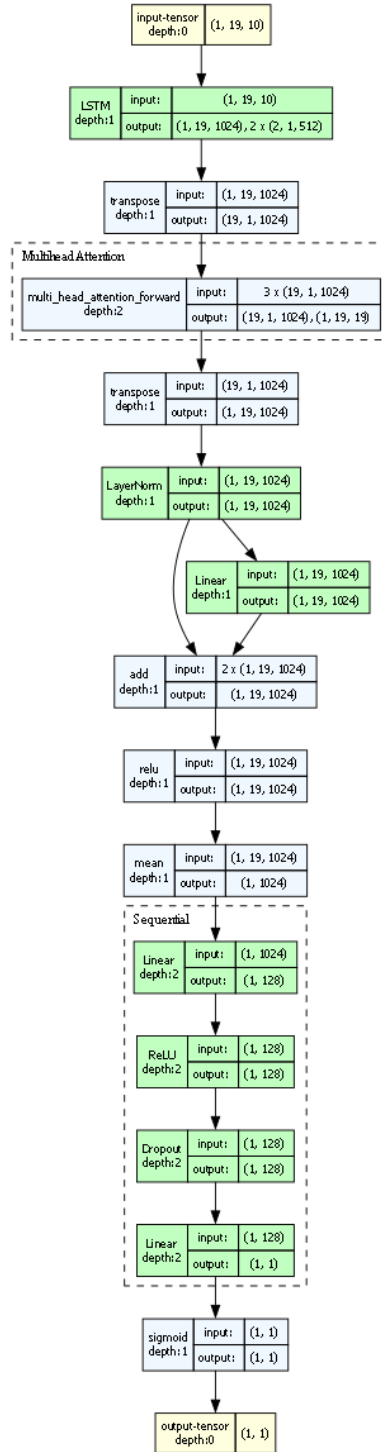 input-tensor
depth:0
(1, 19, 10)
LSTM
depth:1
input: (1, 19, 10)
output: (1, 19, 1024), 2 x (2, 1, 512)
transpose
depth:1
input: (1, 19, 1024)
output: (19, 1, 1024)
Multihead Attention
multi_head_attention_forward
depth:2
input: 3 x (19, 1, 1024)
output: (19, 1, 1024), (1, 19, 19)
transpose
depth:1
input: (19, 1, 1024)
output: (1, 19, 1024)
LayerNorm
depth:1
input: (1, 19, 1024)
output: (1, 19, 1024)
Linear
depth:1
input: (1, 19, 1024)
output: (1, 19, 1024)
add
depth:1
input: 2 x (1, 19, 1024)
output: (1, 19, 1024)
relu
depth:1
input: (1, 19, 1024)
output: (1, 19, 1024)
mean
depth:1
input: (1, 19, 1024)
output: (1, 1024)
Sequential
Linear
depth:2
input: (1, 1024)
output: (1, 128)
ReLU
depth:2
input: (1, 128)
output: (1, 128)
Dropout
depth:2
input: (1, 128)
output: (1, 128)
Linear
depth:2
input: (1, 128)
output: (1, 1)
sigmoid
depth:1
input: (1, 1)
output: (1, 1)
output-tensor
depth:0
(1, 1)